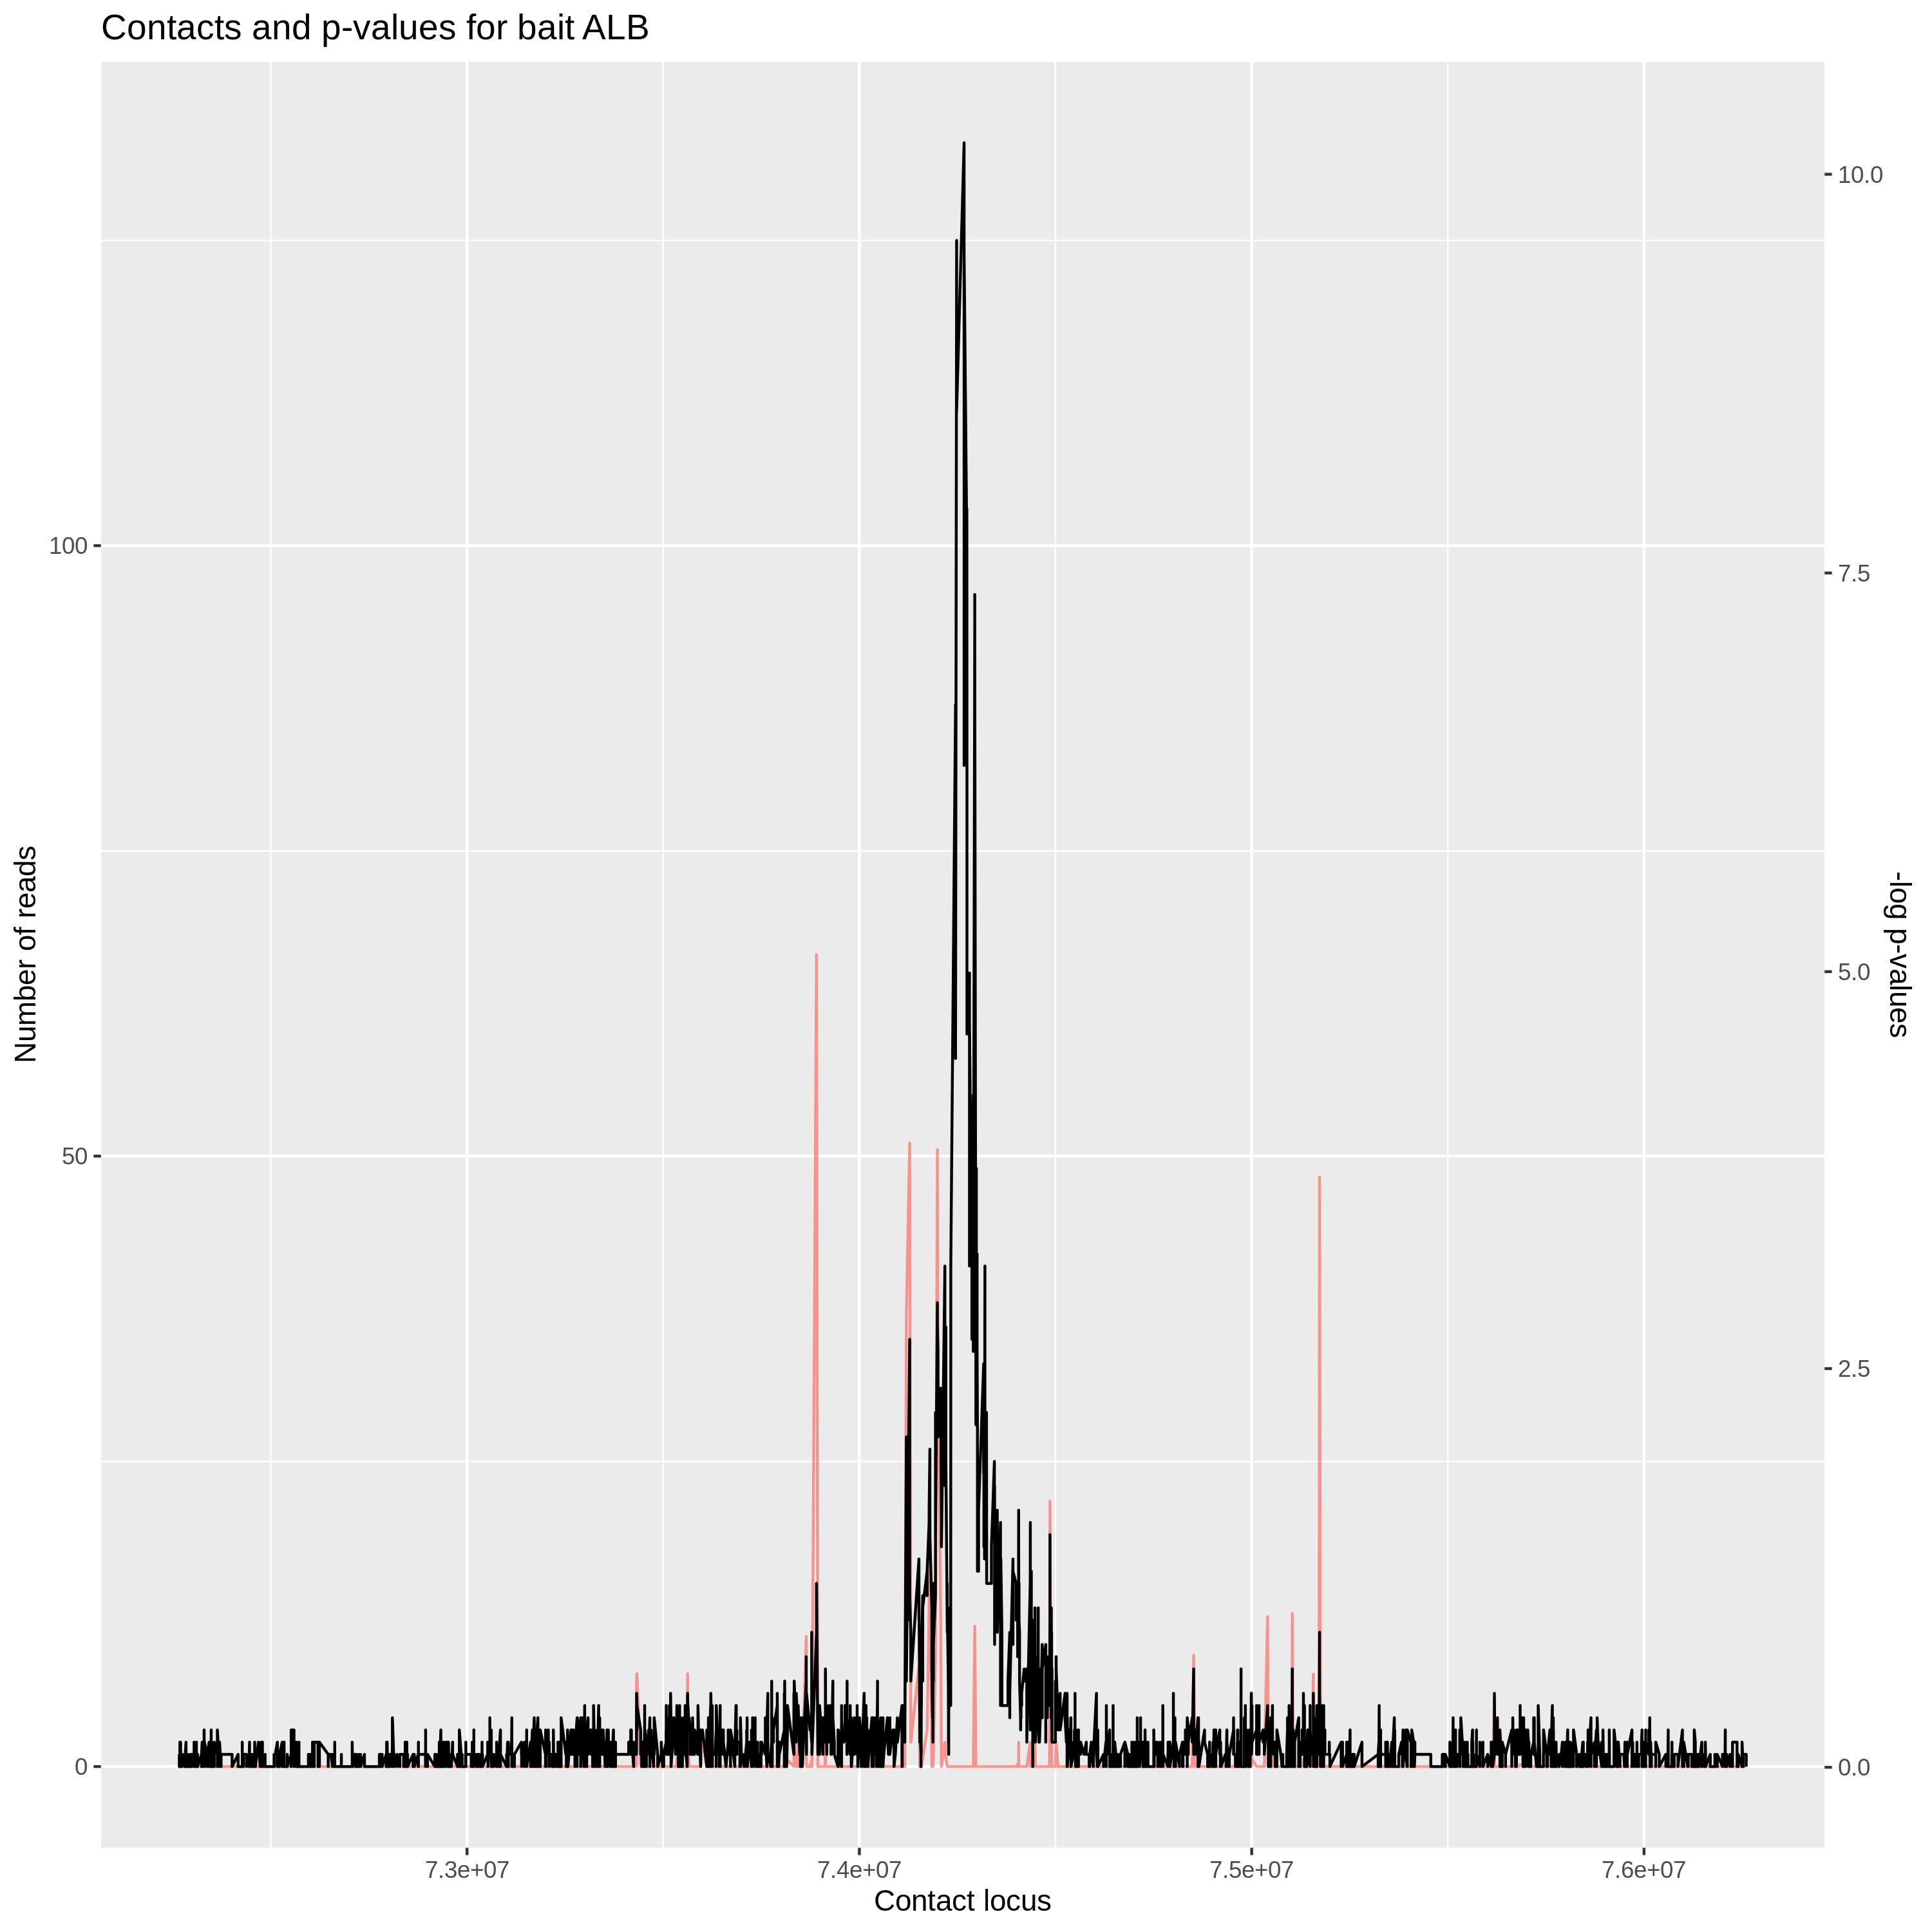 Contacts and p-values for bait ALB
10.0
100
7.5
Number of reads
-log p-values
5.0
50
2.5
0
0.0
7.3e+07 7.4e+07 7.5e+07 7.6e+07
Contact locus